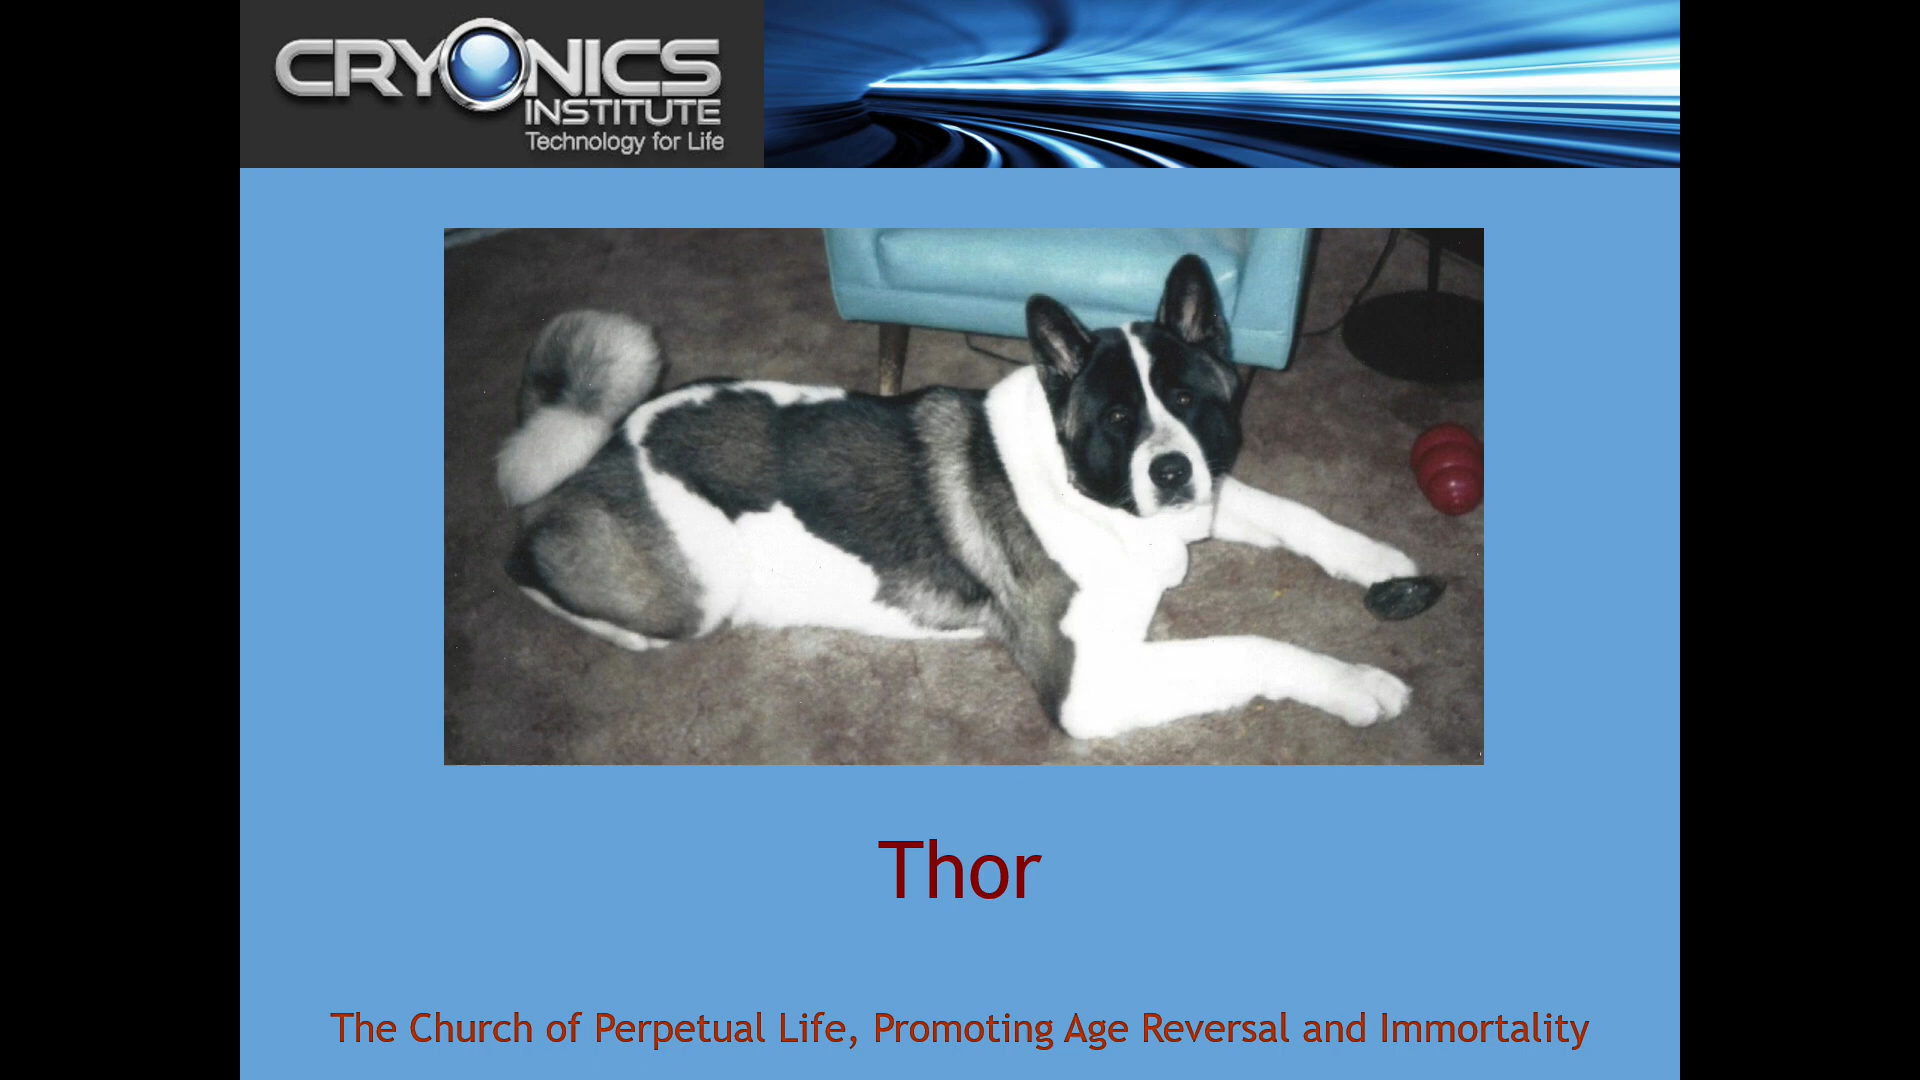 CRYONICS
INSTITUTE
Technology for Life
Thor
The Church of Perpetual Life, Promoting Age Reversal and Immortality